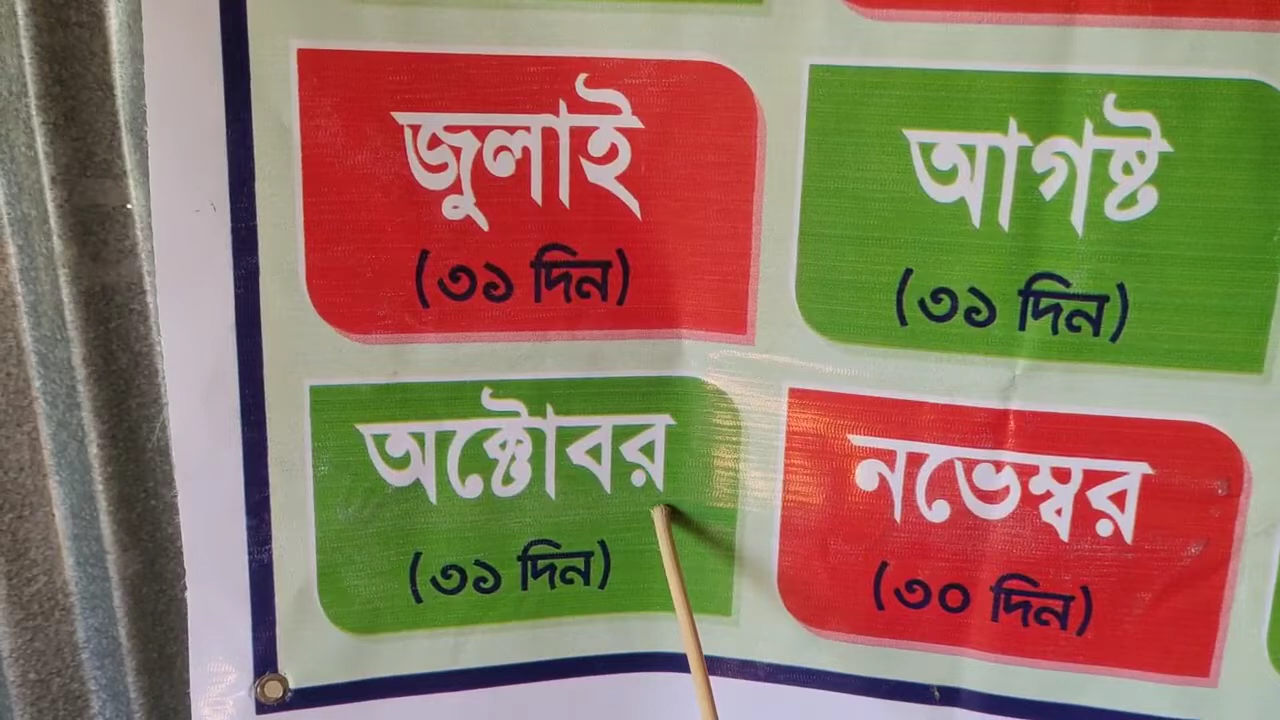 জুলাই
(৩১ দিন)
আগষ্ট
(৩১ দিন)
অক্টোবর
(৩১ দিন)
নভেম্বর
(৩০ দিন)